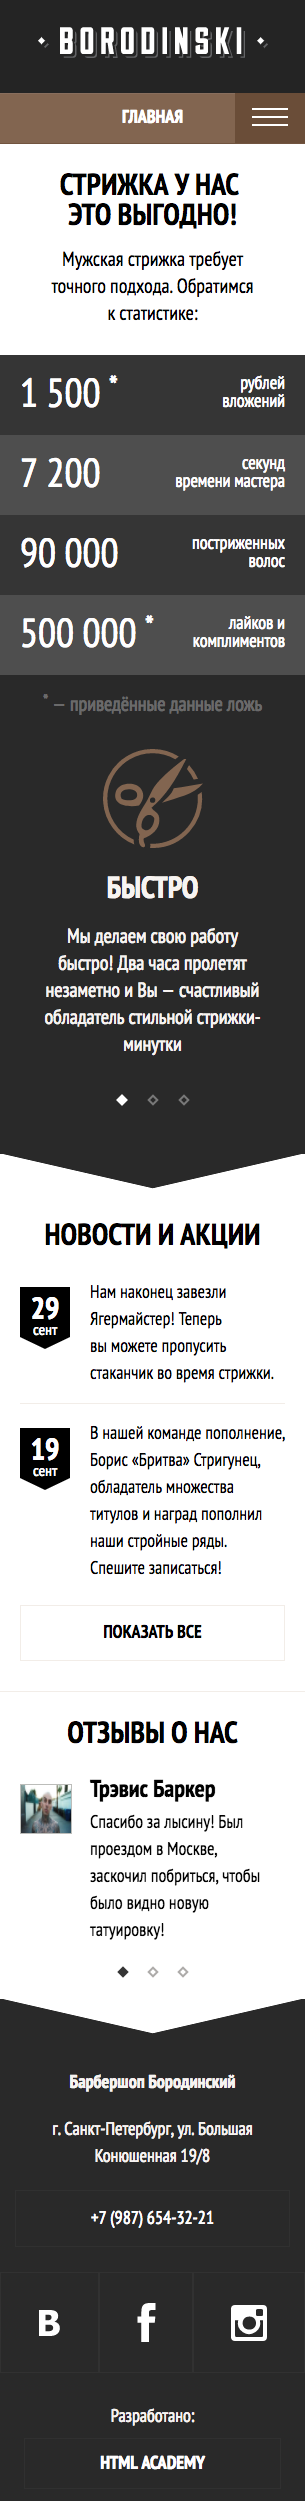 BORODINSKI
ГЛАВНАЯ
СТРИЖКА У НАС
ЭТО ВЫГОДНО!
Мужская стрижка требует
точного подхода. Обратимся
к статистике:
1 500 *
рублей
вложений
7 200
секунд
времени мастера
90 000
постриженных
волос
500 000 *
лайков и
комплиментов
* — приведённые данные ложь
БЫСТРО
Мы делаем свою работу
быстро! Два часа пролетят
незаметно и Вы — счастливый
обладатель стильной стрижки-
минутки
НОВОСТИ И АКЦИИ
29
сент
Нам наконец завезли
Ягермайстер! Теперь
вы можете пропустить
стаканчик во время стрижки.
19
сент
В нашей команде пополнение,
Борис «Бритва» Стригунец,
обладатель множества
титулов и наград пополнил
наши стройные ряды.
Спешите записаться!
ПОКАЗАТЬ ВСЕ
ОТЗЫВЫ О НАС
Трэвис Баркер
Спасибо за лысину! Был
проездом в Москве,
заскочил побриться, чтобы
было видно новую
татуировку!
Барбершоп Бородинский
г. Санкт-Петербург, ул. Большая
Конюшенная 19/8
+7 (987) 654-32-21
В f
Разработано:
HTML ACADEMY